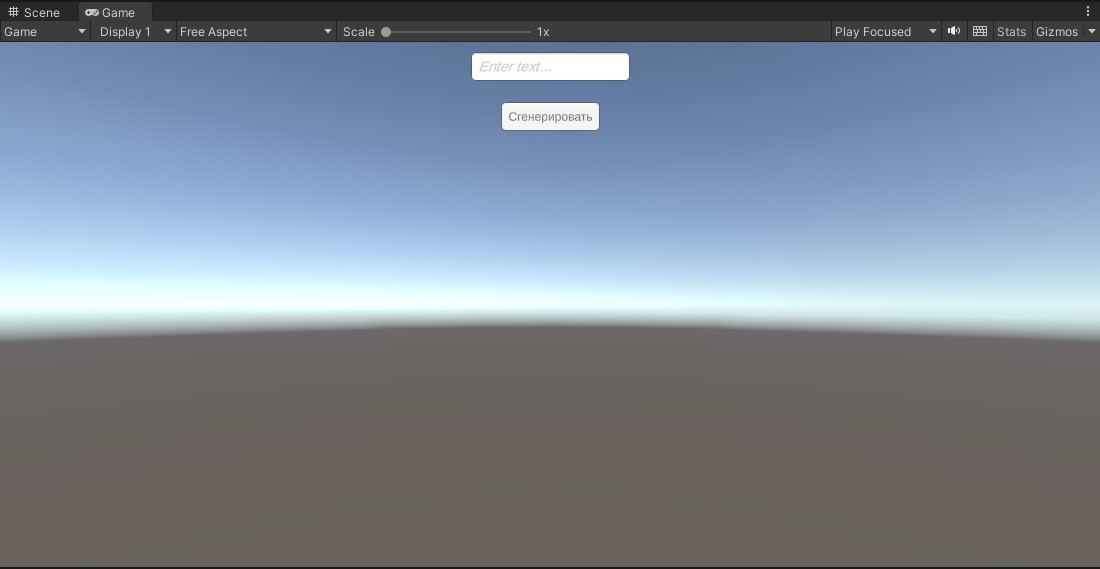 Scene Game
Game Display 1 Free Aspect Scale 1x Play Focused Stats Gizmos
Enter text...
Сгенерировать